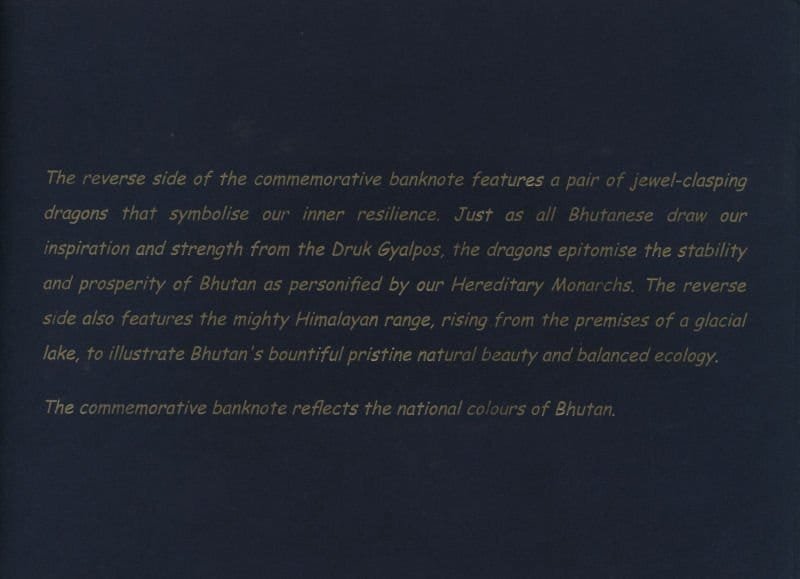 The reverse side of the commemorative banknote features a pair of jewel-clasping
dragons that symbolise our inner resilience. Just as all Bhutanese draw our
inspiration and strength from the Druk Gyalpos, the dragons epitomise the stability
and prosperity of Bhutan as personified by our Hereditary Monarchs. The reverse
side also features the mighty Himalayan range, rising from the premises of a glacial
lake, to illustrate Bhutan's bountiful pristine natural beauty and balanced ecology.
The commemorative banknote reflects the national colours of Bhutan.